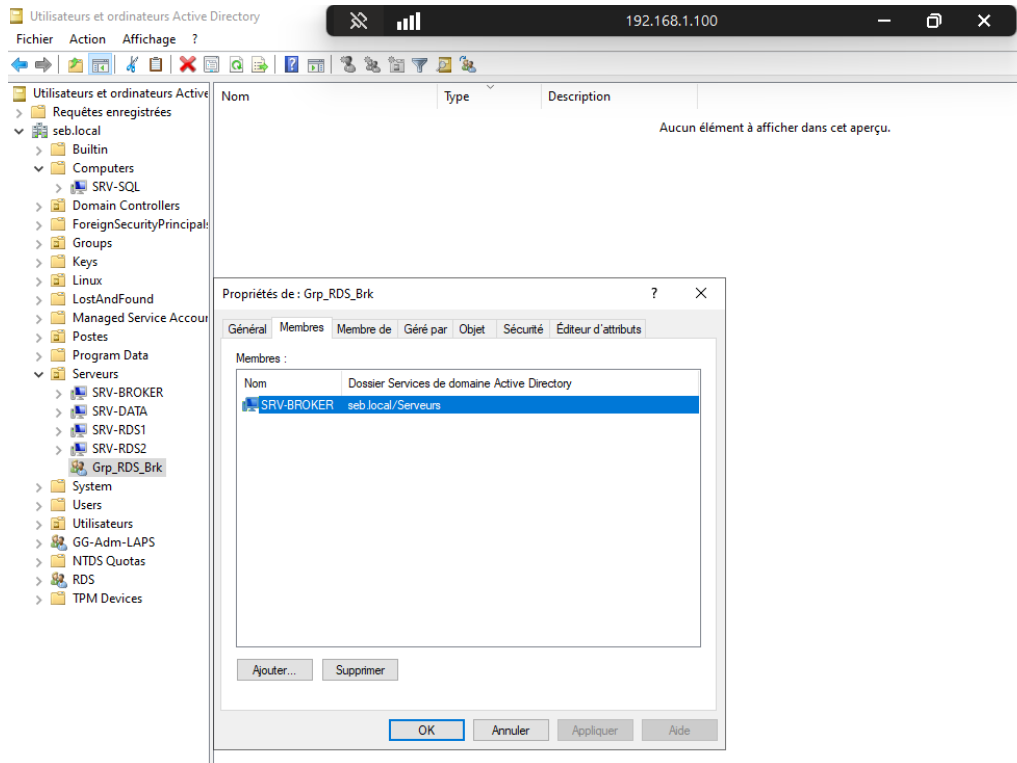 Utilisateurs et ordinateurs Active Directory
192.168.1.100
Fichier Action Affichage ?
Utilisateurs et ordinateurs Active
Requêtes enregistrées
seb.local
Builtin
Computers
SRV-SQL
Domain Controllers
ForeignSecurityPrincipals
Groups
Keys
Linux
LostAndFound
Managed Service Accour
Postes
Program Data
Serveurs
SRV-BROKER
SRV-DATA
SRV-RDS1
SRV-RDS2
Grp_RDS_Brk
System
Users
Utilisateurs
GG-Adm-LAPS
NTDS Quotas
RDS
TPM Devices
Nom Type Description
Aucun élément à afficher dans cet aperçu.
Propriétés de : Grp_RDS_Brk ?
Général Membres Membre de Géré par Objet Sécurité Éditeur d'attributs
Membres :
Nom Dossier Services de domaine Active Directory
SRV-BROKER seb.local/Serveurs
Ajouter... Supprimer
OK Annuler Appliquer Aide